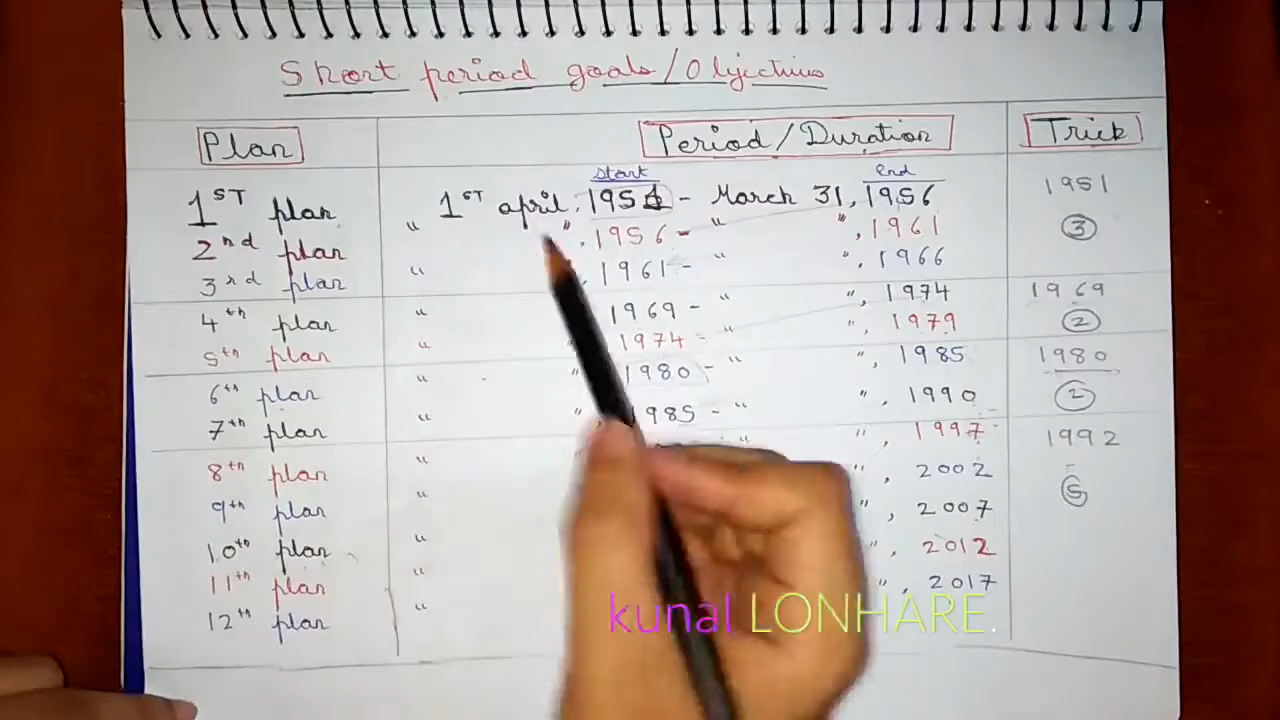 Short period goals/Objectives
Plan Period/Duration Trick
start end
1ST plan 1ST april, 1951 - March 31, 1956 1951
2nd plan " ", 1956 - " ", 1961 3
3rd plan " , 1961 - " ", 1966
4th plan " 1969 - " ", 1974 1969
5th plan " 1974 - " ", 1979 2
6th plan " " 1980 - " ", 1985 1980
7th plan " " 1985 - " ", 1990 2
8th plan " " ", 1997 1992
9th plan " ", 2002 5
10th plan " ", 2007
11th plan " ", 2012
12th plan " ", 2017
kunal LONHARE.